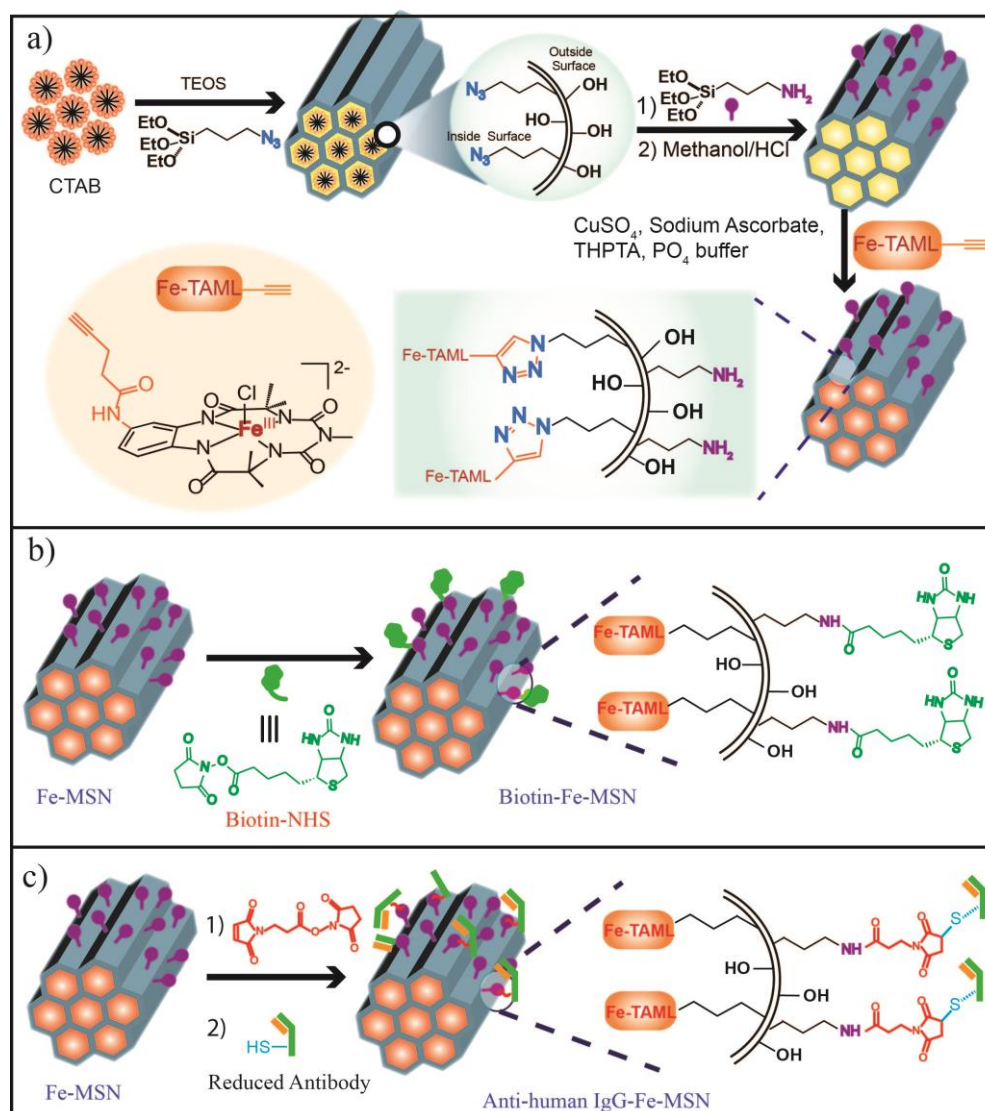 a)
CTAB
TEOS
EtO
EtO
EtO
Si
N3
Outside
Surface
N3
OH
HO
OH
OH
Inside Surface
N3
OH
1)
EtO
EtO
EtO
Si
NH2
2) Methanol/HCl
CuSO4, Sodium Ascorbate,
THPTA, PO4 buffer
Fe-TAML
Fe-TAML
2-
O
HN
Cl
FeIII
O
O
N
N
N
N
N
O
O
O
Fe-TAML
N
N
N
OH
HO
NH2
OH
Fe-TAML
N
N
N
NH2
OH
b)
Fe-MSN
O
N
O
O
O
O
HN
NH
S
Biotin-NHS
Biotin-Fe-MSN
Fe-TAML
HO
OH
NH
O
O
HN
NH
S
Fe-TAML
OH
NH
O
O
HN
NH
S
c)
Fe-MSN
1)
O
N
O
O
O
N
O
O
2)
HS
Reduced Antibody
Anti-human IgG-Fe-MSN
Fe-TAML
HO
OH
NH
O
N
O
O
S
Fe-TAML
OH
NH
O
N
O
O
S